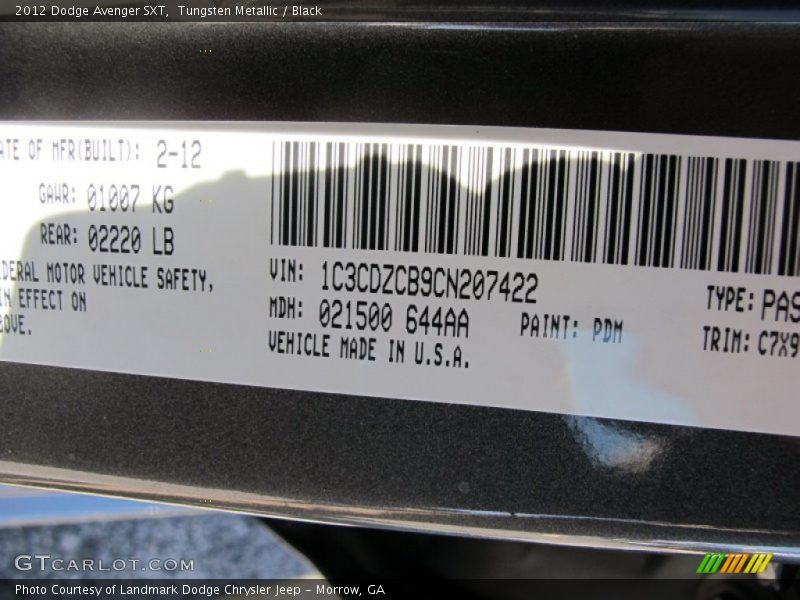 2012 Dodge Avenger SXT,  Tungsten Metallic / Black
ATE OF MFR(BUILT): 2-12
GAWR: 01007 KG
REAR: 02220 LB
DERAL MOTOR VEHICLE SAFETY,
IN EFFECT ON
BOVE.
VIN: 1C3CDZCB9CN207422
MDH: 021500 644AA
VEHICLE MADE IN U.S.A.
PAINT: PDM
TYPE: PAS
TRIM: C7X9
GTCARLOT.COM
Photo Courtesy of Landmark Dodge Chrysler Jeep – Morrow, GA